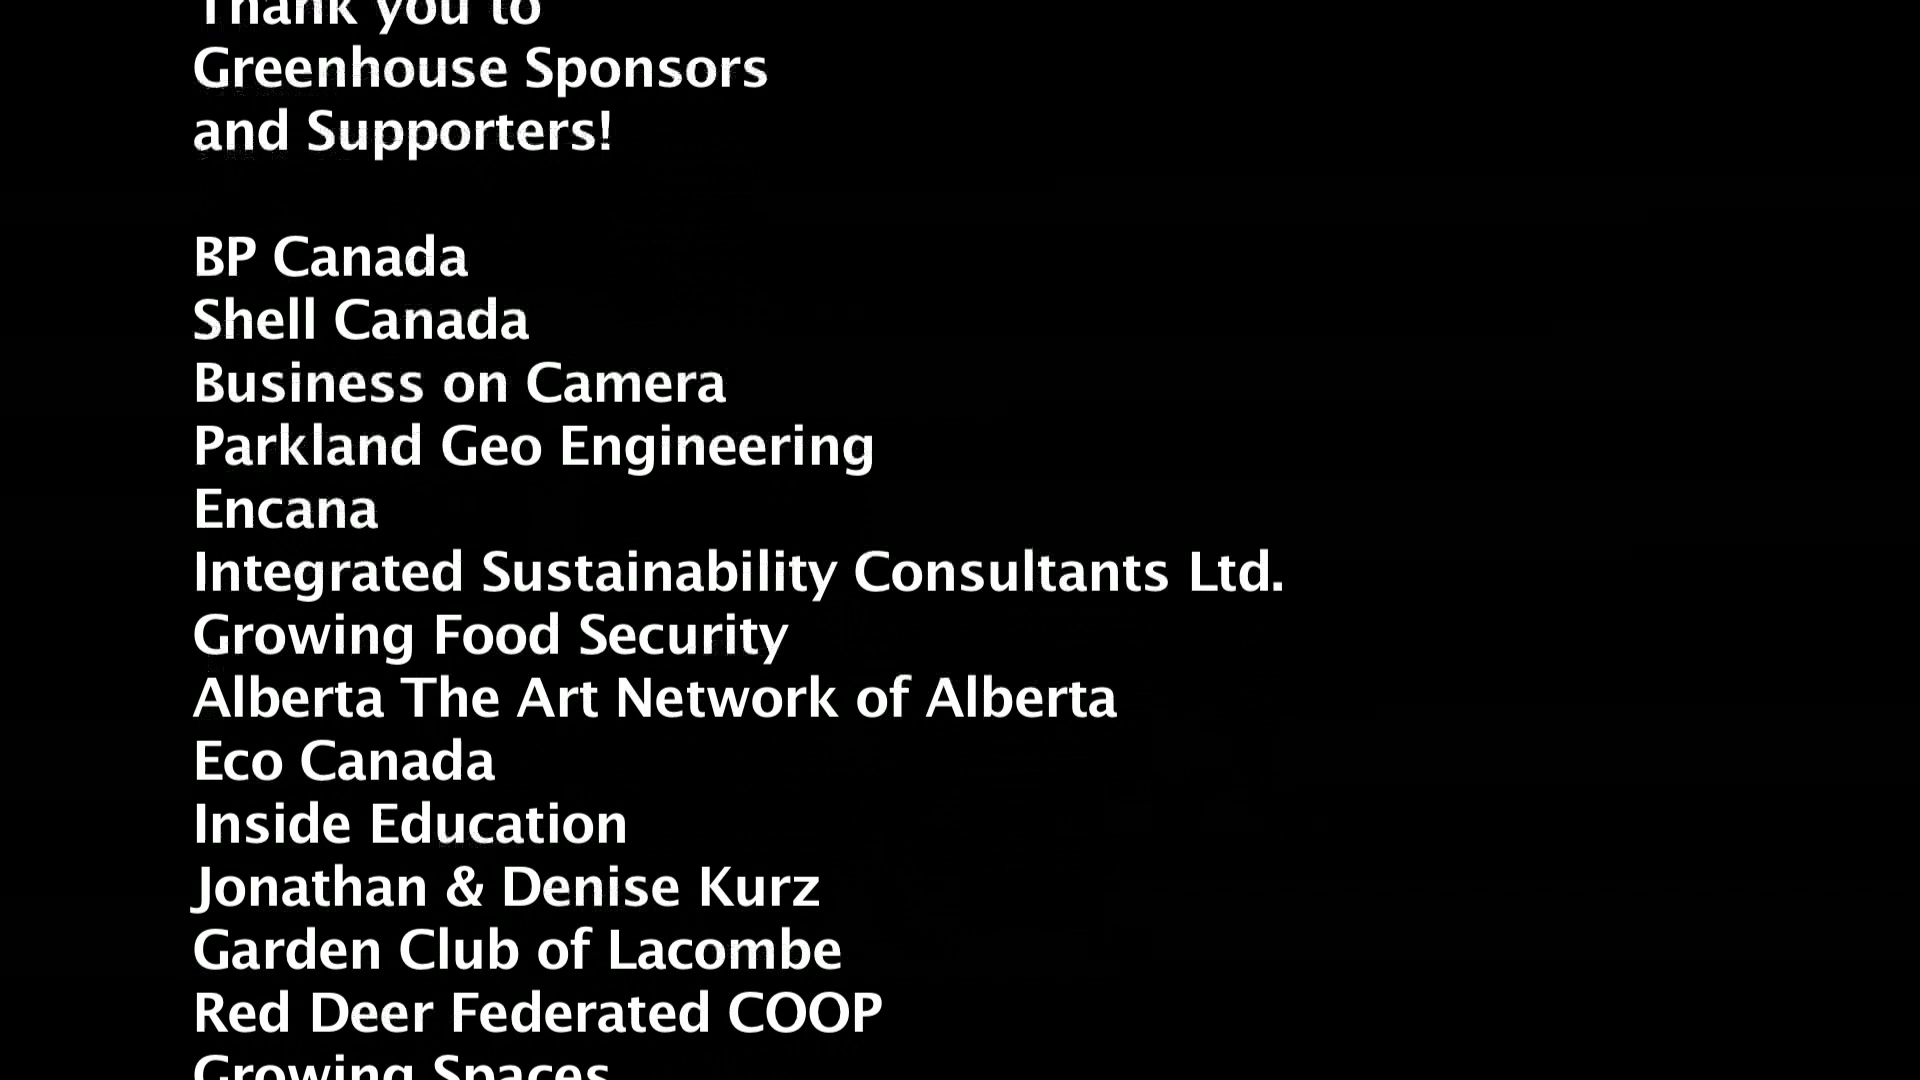 Thank you to
Greenhouse Sponsors
and Supporters!
BP Canada
Shell Canada
Business on Camera
Parkland Geo Engineering
Encana
Integrated Sustainability Consultants Ltd.
Growing Food Security
Alberta The Art Network of Alberta
Eco Canada
Inside Education
Jonathan & Denise Kurz
Garden Club of Lacombe
Red Deer Federated COOP
Growing Spaces